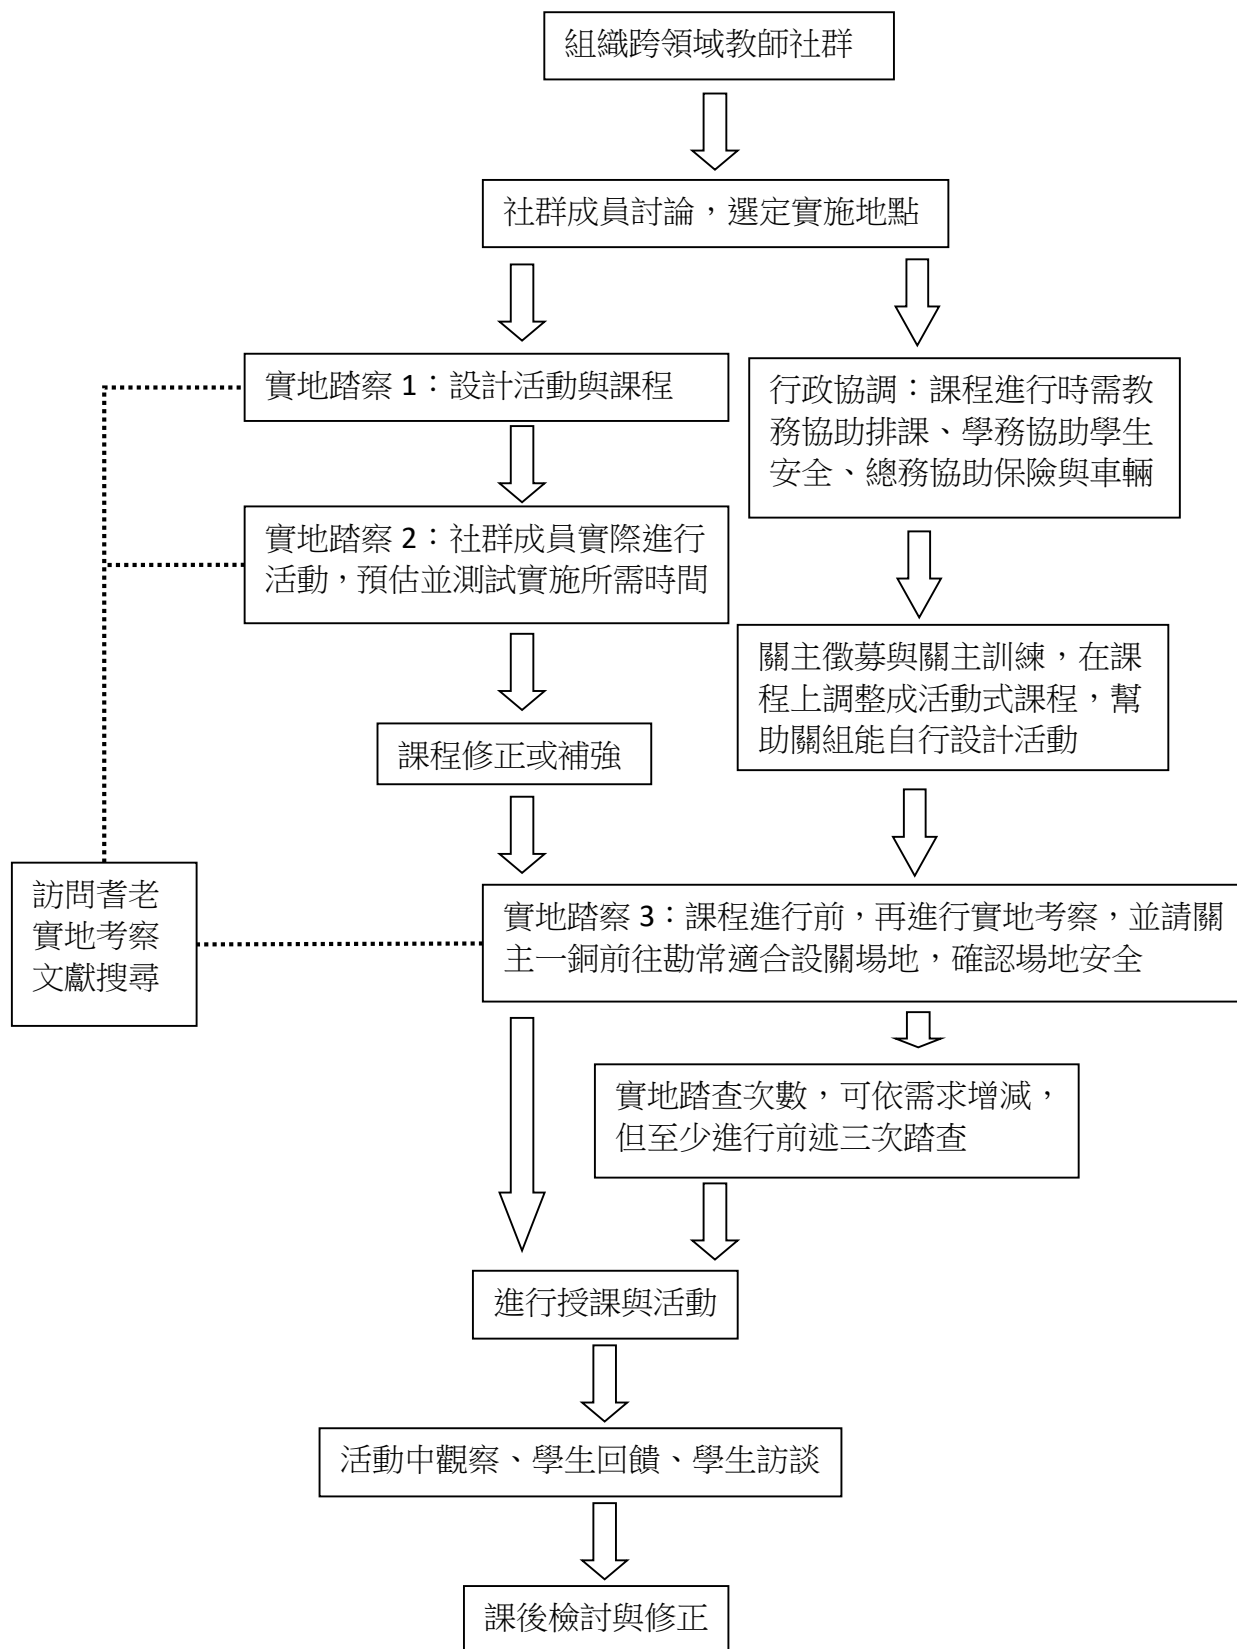 組織跨領域教師社群
社群成員討論，選定實施地點
實地踏察 1：設計活動與課程
行政協調：課程進行時需教
務協助排課、學務協助學生
安全、總務協助保險與車輛
實地踏察 2：社群成員實際進行
活動，預估並測試實施所需時間
關主徵募與關主訓練，在課
程上調整成活動式課程，幫
助關組能自行設計活動
課程修正或補強
訪問耆老
實地考察
文獻搜尋
實地踏察 3：課程進行前，再進行實地考察，並請關
主一銅前往勘常適合設關場地，確認場地安全
實地踏查次數，可依需求增減，
但至少進行前述三次踏查
進行授課與活動
活動中觀察、學生回饋、學生訪談
課後檢討與修正